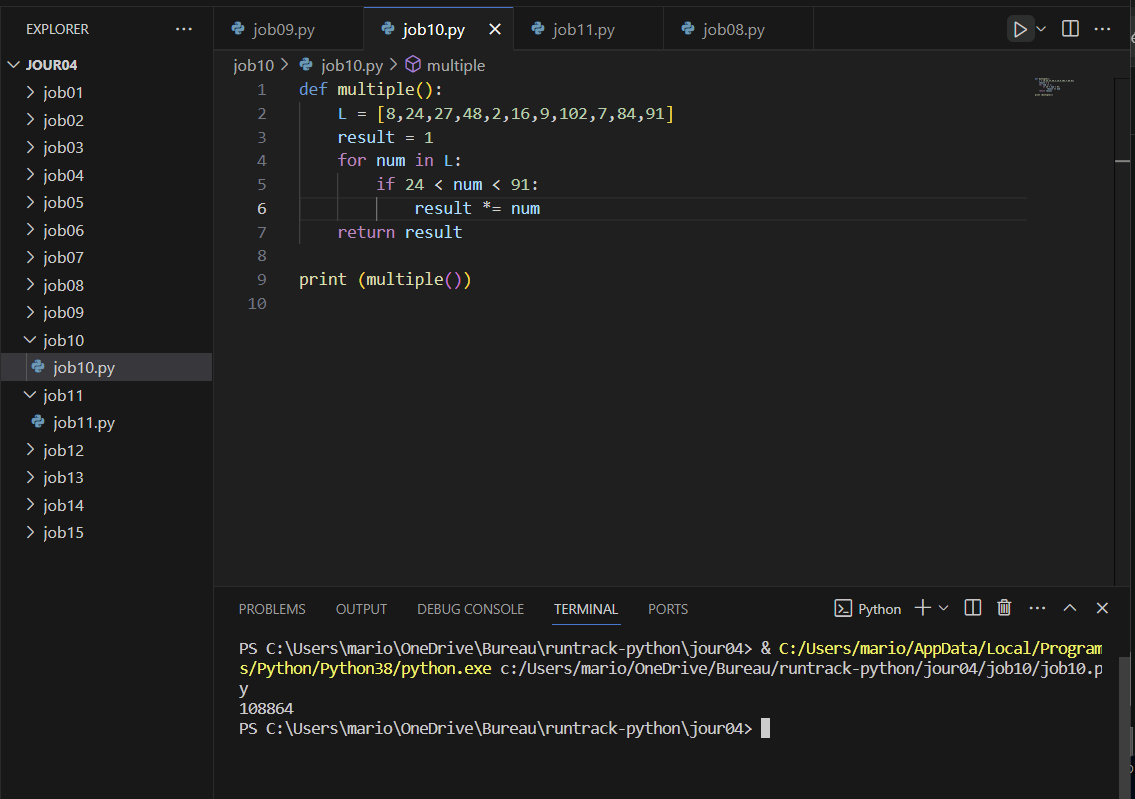 EXPLORER
JOUR04
job01
job02
job03
job04
job05
job06
job07
job08
job09
job10
job10.py
job11
job11.py
job12
job13
job14
job15
job09.py job10.py job11.py job08.py
job10 > job10.py > multiple
1 def multiple():
2     L = [8,24,27,48,2,16,9,102,7,84,91]
3     result = 1
4     for num in L:
5         if 24 < num < 91:
6             result *= num
7     return result
8
9 print (multiple())
10
PROBLEMS OUTPUT DEBUG CONSOLE TERMINAL PORTS Python
PS C:\Users\mario\OneDrive\Bureau\runtrack-python\jour04> & C:/Users/mario/AppData/Local/Program
s/Python/Python38/python.exe c:/Users/mario/OneDrive/Bureau/runtrack-python/jour04/job10/job10.p
y
108864
PS C:\Users\mario\OneDrive\Bureau\runtrack-python\jour04>